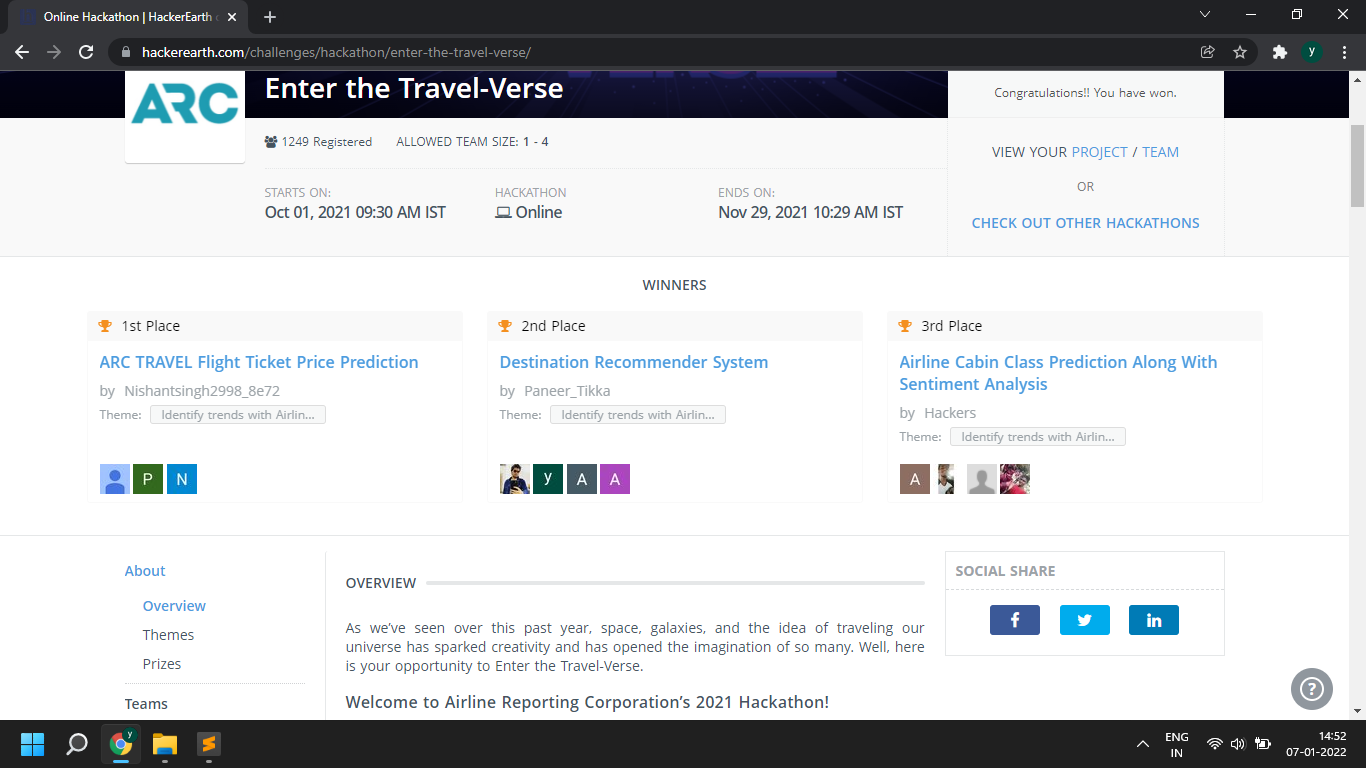 Online Hackathon | HackerEarth
hackerearth.com/challenges/hackathon/enter-the-travel-verse/
y
ARC
Enter the Travel-Verse
Congratulations!! You have won.
1249 Registered
ALLOWED TEAM SIZE: 1 - 4
VIEW YOUR PROJECT / TEAM
OR
CHECK OUT OTHER HACKATHONS
STARTS ON:
Oct 01, 2021 09:30 AM IST
HACKATHON
Online
ENDS ON:
Nov 29, 2021 10:29 AM IST
WINNERS
1st Place
ARC TRAVEL Flight Ticket Price Prediction
by Nishantsingh2998_8e72
Theme: Identify trends with Airlin...
P N
2nd Place
Destination Recommender System
by Paneer_Tikka
Theme: Identify trends with Airlin...
y A A
3rd Place
Airline Cabin Class Prediction Along With
Sentiment Analysis
by Hackers
Theme: Identify trends with Airlin...
A
About
Overview
Themes
Prizes
Teams
OVERVIEW
As we've seen over this past year, space, galaxies, and the idea of traveling our
universe has sparked creativity and has opened the imagination of so many. Well, here
is your opportunity to Enter the Travel-Verse.
Welcome to Airline Reporting Corporation's 2021 Hackathon!
SOCIAL SHARE
f
in
?
y
ENG
IN
14:52
07-01-2022